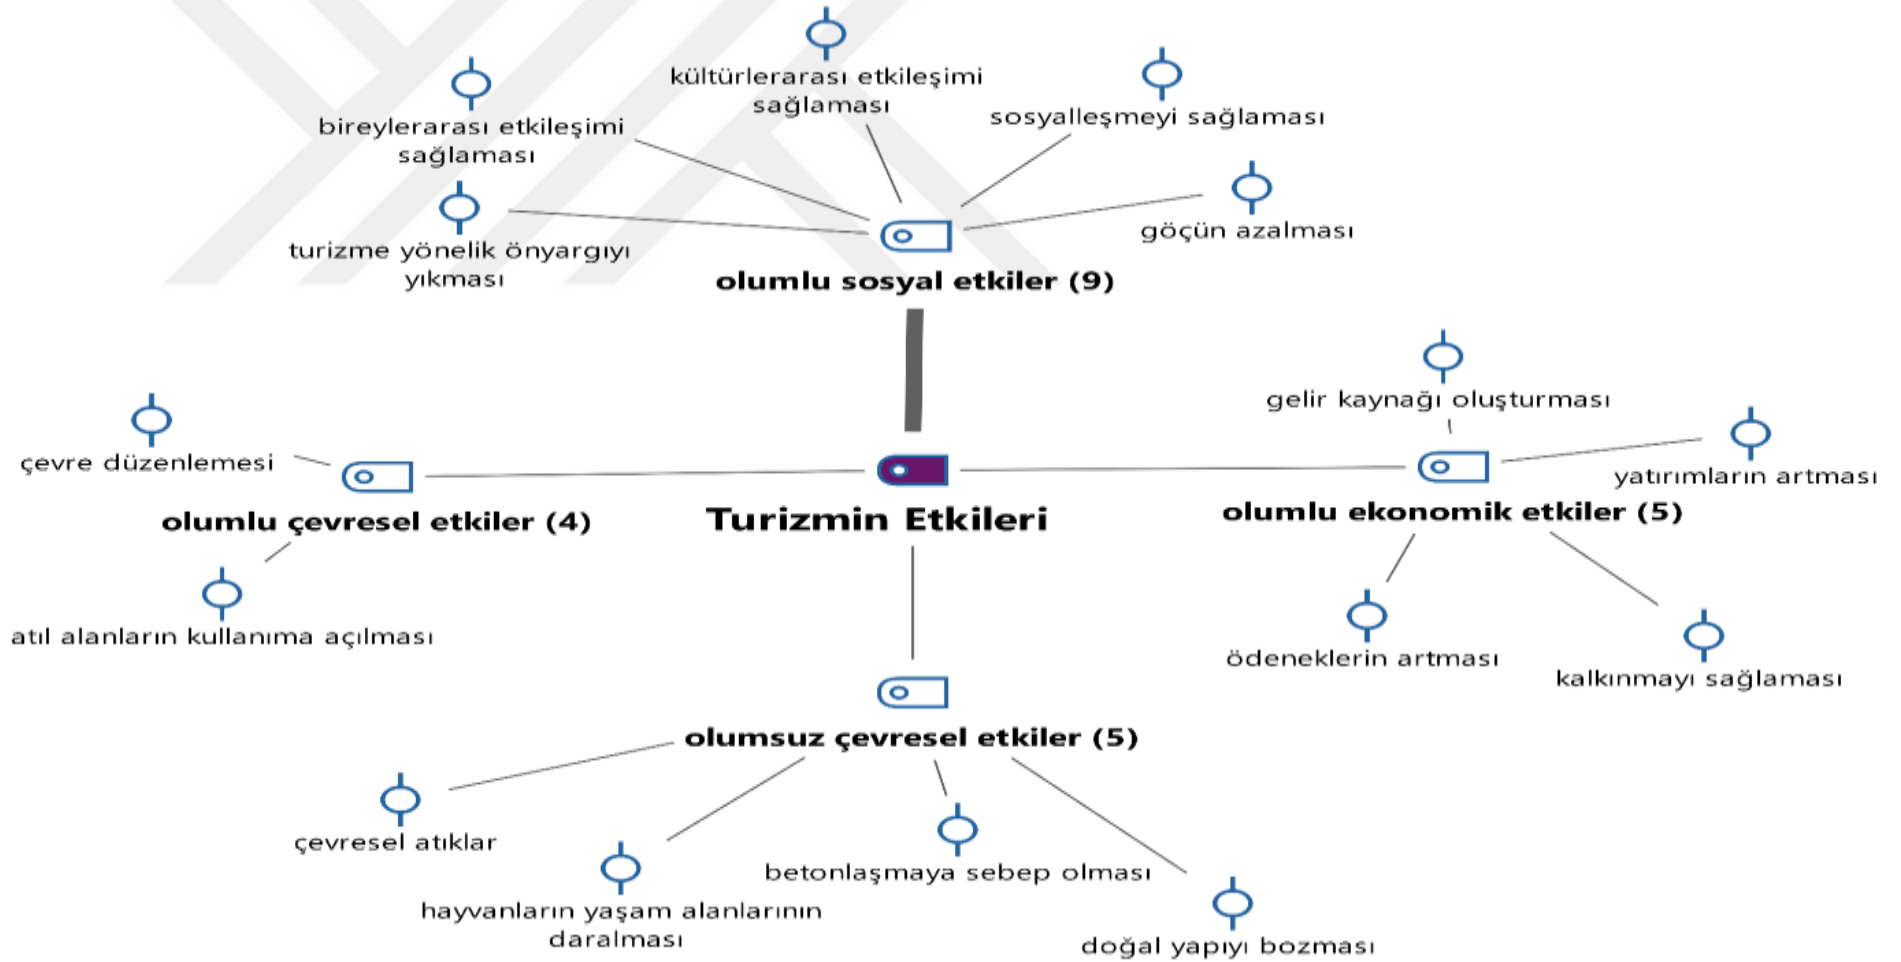 kültürlerarası etkileşimi
sağlaması
bireylerarası etkileşimi
sağlaması
sosyalleşmeyi sağlaması
turizme yönelik önyargıyı
yıkması
göçün azalması
olumlu sosyal etkiler (9)
gelir kaynağı oluşturması
yatırımların artması
olumlu ekonomik etkiler (5)
çevre düzenlemesi
olumlu çevresel etkiler (4)
Turizmin Etkileri
atıl alanların kullanıma açılması
ödeneklerin artması
kalkınmayı sağlaması
olumsuz çevresel etkiler (5)
çevresel atıklar
hayvanların yaşam alanlarının
daralması
betonlaşmaya sebep olması
doğal yapıyı bozması